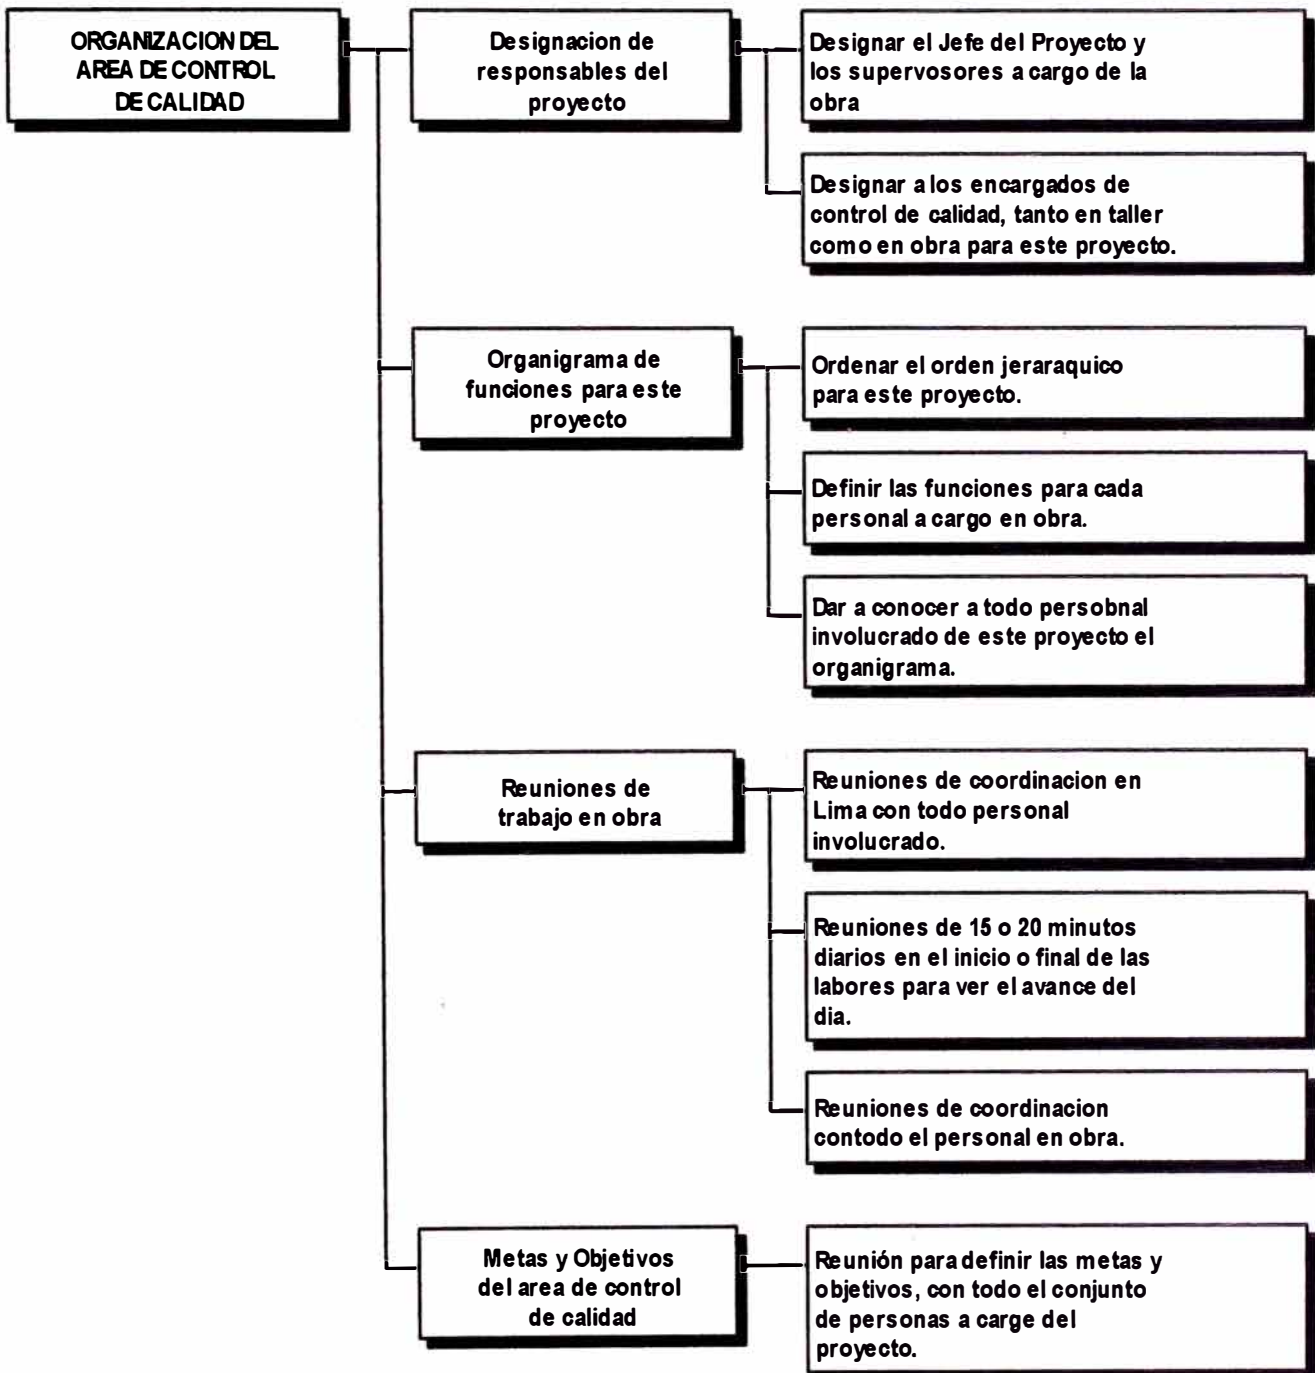 ORGANIZACION DEL
AREA DE CONTROL
DE CALIDAD
Designacion de
responsables del
proyecto
Designar el Jefe del Proyecto y
los supervosores a cargo de la
obra
Designar a los encargados de
control de calidad, tanto en taller
como en obra para este proyecto.
Organigrama de
funciones para este
proyecto
Ordenar el orden jeraraquico
para este proyecto.
Definir las funciones para cada
personal a cargo en obra.
Dar a conocer a todo persobnal
involucrado de este proyecto el
organigrama.
Reuniones de
trabajo en obra
Reuniones de coordinacion en
Lima con todo personal
involucrado.
Reuniones de 15 o 20 minutos
diarios en el inicio o final de las
labores para ver el avance del
dia.
Reuniones de coordinacion
contodo el personal en obra.
Metas y Objetivos
del area de control
de calidad
Reunión para definir las metas y
objetivos, con todo el conjunto
de personas a carge del
proyecto.